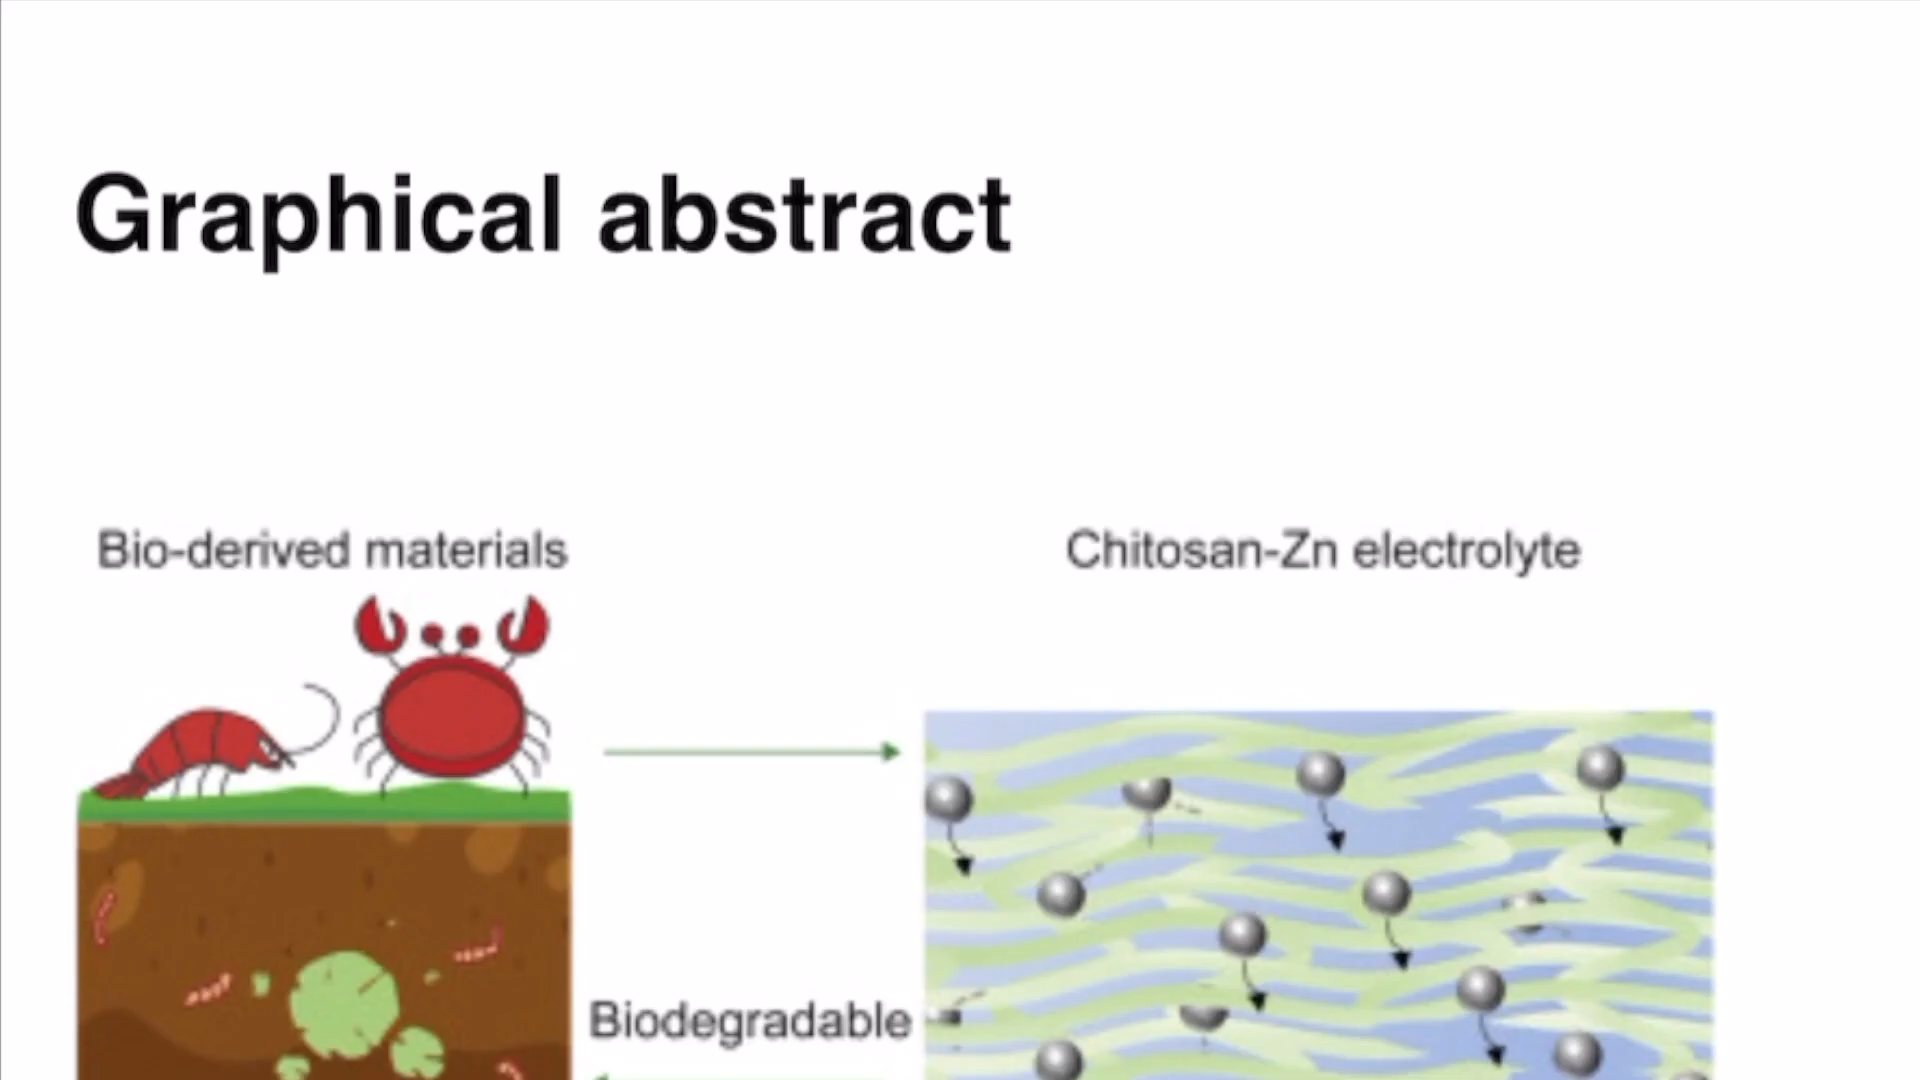 Graphical abstract
Bio-derived materials
Chitosan-Zn electrolyte
Biodegradable